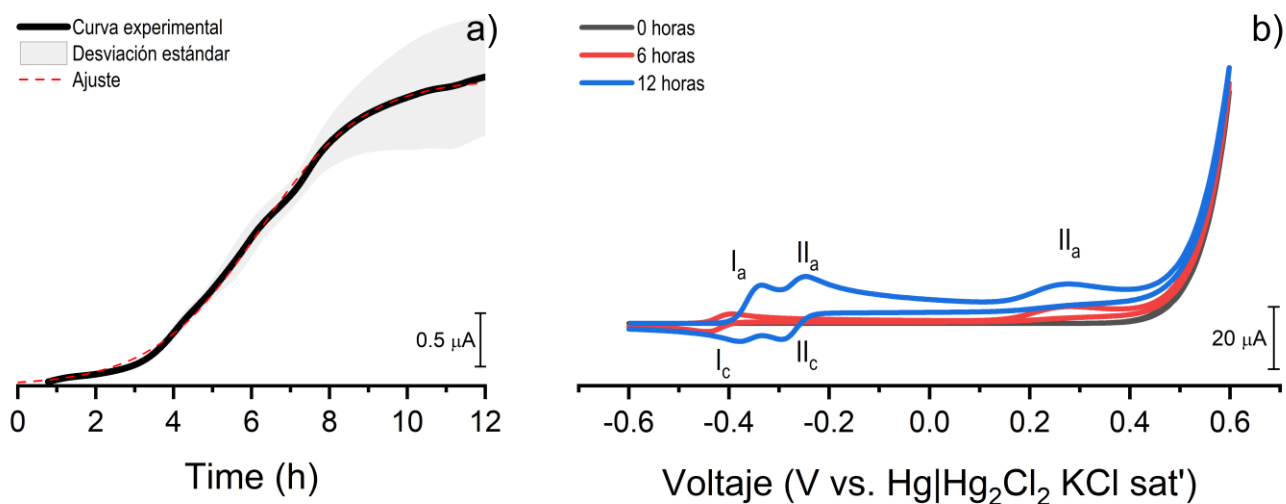 Curva experimental
Desviación estándar
Ajuste
a)
0.5 µA
0 2 4 6 8 10 12
Time (h)
0 horas
6 horas
12 horas
b)
Iₐ
IIₐ
IIₐ
I꜀
II꜀
20 µA
-0.6 -0.4 -0.2 0.0 0.2 0.4 0.6
Voltaje (V vs. Hg|Hg₂Cl₂ KCl sat')